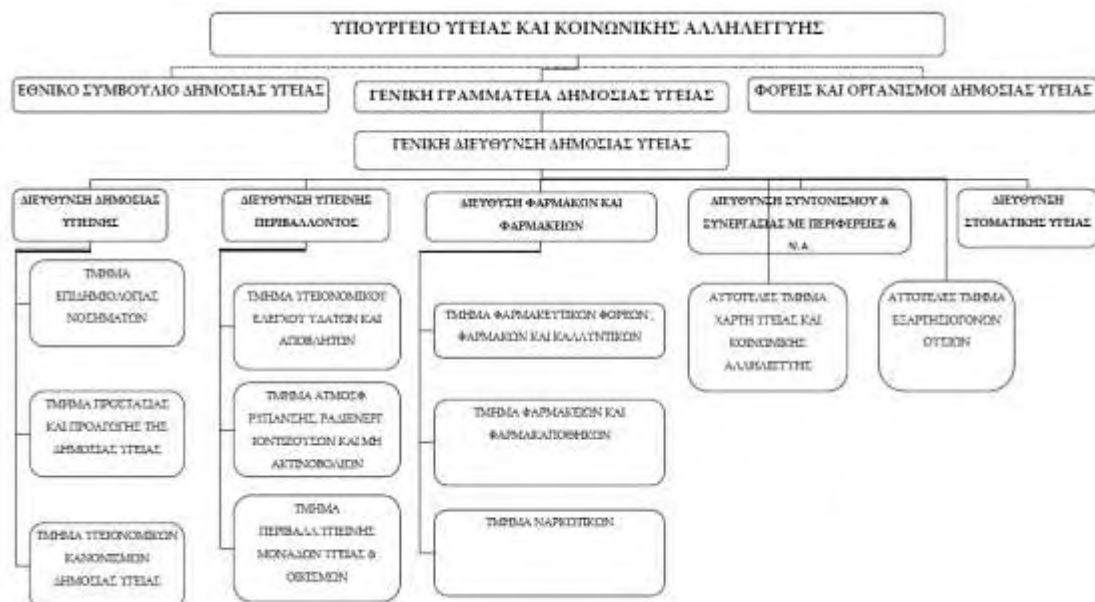 ΥΠΟΥΡΓΕΙΟ ΥΓΕΙΑΣ ΚΑΙ ΚΟΙΝΩΝΙΚΗΣ ΑΛΛΗΛΕΓΓΥΗΣ
ΕΘΝΙΚΟ ΣΥΜΒΟΥΛΙΟ ΔΗΜΟΣΙΑΣ ΥΓΕΙΑΣ
ΓΕΝΙΚΗ ΓΡΑΜΜΑΤΕΙΑ ΔΗΜΟΣΙΑΣ ΥΓΕΙΑΣ
ΦΟΡΕΙΣ ΚΑΙ ΟΡΓΑΝΙΣΜΟΙ ΔΗΜΟΣΙΑΣ ΥΓΕΙΑΣ
ΓΕΝΙΚΗ ΔΙΕΥΘΥΝΣΗ ΔΗΜΟΣΙΑΣ ΥΓΕΙΑΣ
ΔΙΕΥΘΥΝΣΗ ΔΗΜΟΣΙΑΣ
ΥΓΙΕΙΝΗΣ
ΔΙΕΥΘΥΝΣΗ ΥΓΙΕΙΝΗΣ
ΠΕΡΙΒΑΛΛΟΝΤΟΣ
ΔΙΕΥΘΥΣΗ ΦΑΡΜΑΚΩΝ ΚΑΙ
ΦΑΡΜΑΚΕΙΩΝ
ΔΙΕΥΘΥΝΣΗ ΣΥΝΤΟΝΙΣΜΟΥ &
ΣΥΝΕΡΓΑΣΙΑΣ ΜΕ ΠΕΡΙΦΕΡΕΙΕΣ &
Ν.Α.
ΔΙΕΥΘΥΝΣΗ
ΣΤΟΜΑΤΙΚΗΣ ΥΓΕΙΑΣ
ΤΜΗΜΑ
ΕΠΙΔΗΜΙΟΛΟΓΙΑΣ
ΝΟΣΗΜΑΤΩΝ
ΤΜΗΜΑ ΠΡΟΣΤΑΣΙΑΣ
ΚΑΙ ΠΡΟΑΓΩΓΗΣ ΤΗΣ
ΔΗΜΟΣΙΑΣ ΥΓΕΙΑΣ
ΤΜΗΜΑ ΥΓΕΙΟΝΟΜΙΚΩΝ
ΚΑΝΟΝΙΣΜΩΝ
ΔΗΜΟΣΙΑΣ ΥΓΕΙΑΣ
ΤΜΗΜΑ ΥΓΕΙΟΝΟΜΙΚΟΥ
ΕΛΕΓΧΟΥ ΥΔΑΤΩΝ ΚΑΙ
ΑΠΟΒΛΗΤΩΝ
ΤΜΗΜΑ ΑΤΜΟΣΦ
ΡΥΠΑΝΣΗΣ, ΡΑΔΙΕΝΕΡΓ
ΙΟΝΤΙΖΟΥΣΩΝ ΚΑΙ ΜΗ
ΑΚΤΙΝΟΒΟΛΙΩΝ
ΤΜΗΜΑ
ΠΕΡΙΒΑΛΛ.ΥΓΙΕΙΝΗΣ
ΜΟΝΑΔΩΝ ΥΓΕΙΑΣ &
ΟΙΚΙΣΜΩΝ
ΤΜΗΜΑ ΦΑΡΜΑΚΕΥΤΙΚΩΝ ΦΟΡΕΩΝ,
ΦΑΡΜΑΚΩΝ ΚΑΙ ΚΑΛΛΥΝΤΙΚΩΝ
ΤΜΗΜΑ ΦΑΡΜΑΚΕΙΩΝ ΚΑΙ
ΦΑΡΜΑΚΑΠΟΘΗΚΩΝ
ΤΜΗΜΑ ΝΑΡΚΟΤΙΚΩΝ
ΑΥΤΟΤΕΛΕΣ ΤΜΗΜΑ
ΧΑΡΤΗ ΥΓΕΙΑΣ ΚΑΙ
ΚΟΙΝΩΝΙΚΗΣ
ΑΛΛΗΛΕΓΓΥΗΣ
ΑΥΤΟΤΕΛΕΣ ΤΜΗΜΑ
ΕΞΑΡΤΗΣΙΟΓΟΝΩΝ
ΟΥΣΙΩΝ